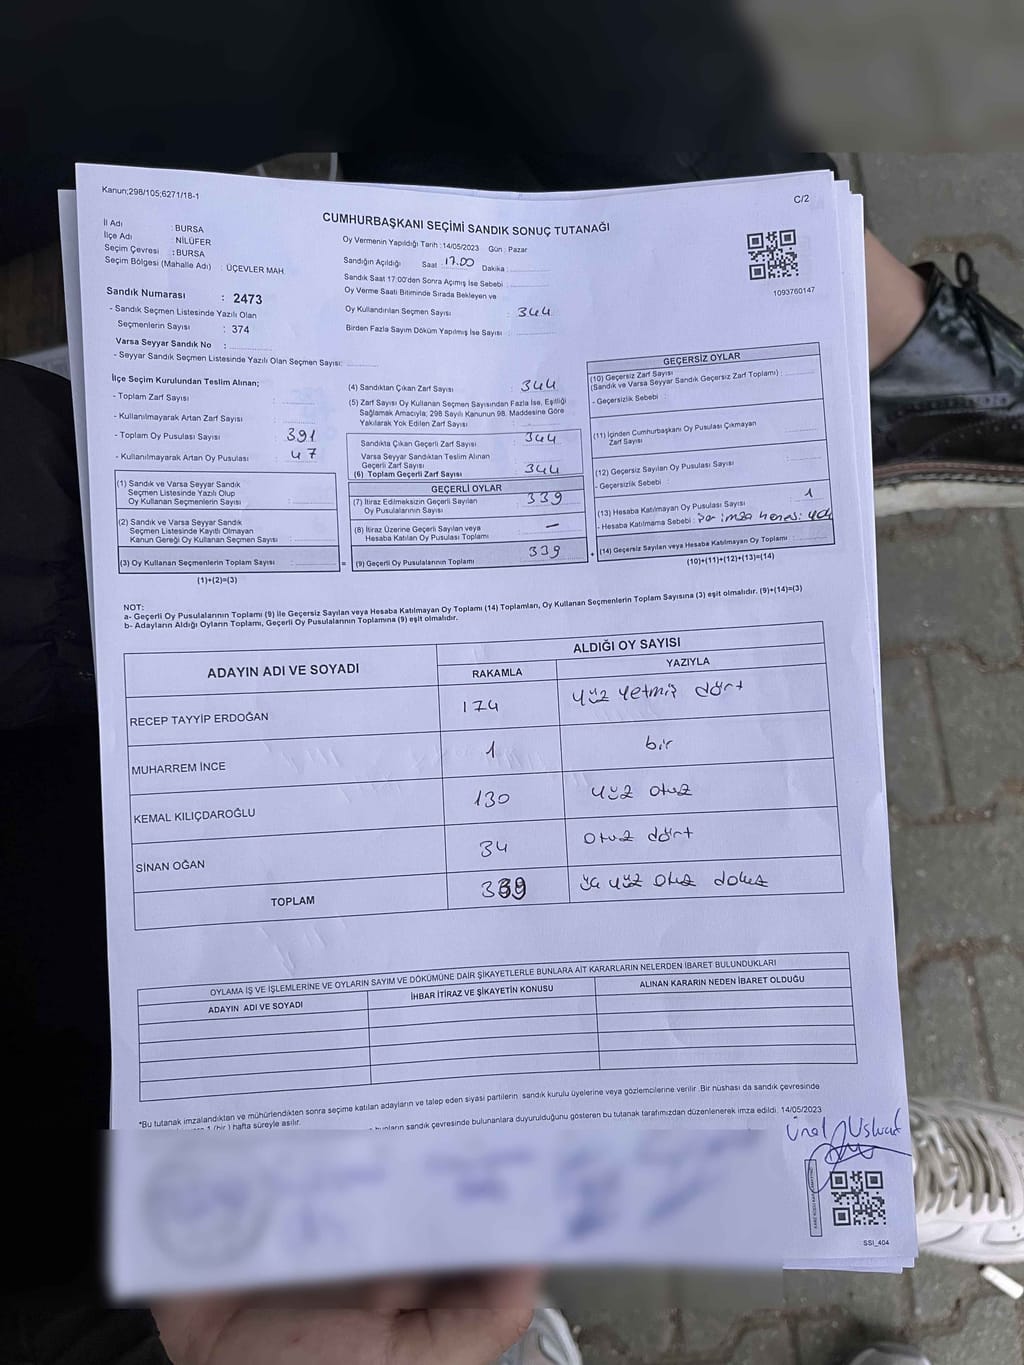 Kanun;298/105;6271/18-1
C/2
CUMHURBAŞKANI SEÇİMİ SANDIK SONUÇ TUTANAĞI
İl Adı : BURSA
İlçe Adı : NİLÜFER
Seçim Çevresi : BURSA
Seçim Bölgesi (Mahalle Adı) : ÜÇEVLER MAH.
Sandık Numarası : 2473
- Sandık Seçmen Listesinde Yazılı Olan
Seçmenlerin Sayısı : 374
Varsa Seyyar Sandık No :
- Seyyar Sandık Seçmen Listesinde Yazılı Olan Seçmen Sayısı:
Oy Vermenin Yapıldığı Tarih :14/05/2023 Gün : Pazar
Sandığın Açıldığı Saat : 17.00 Dakika :
Sandık Saat 17:00'den Sonra Açımış İse Sebebi :
Oy Verme Saati Bitiminde Sırada Bekleyen ve
Oy Kullandırılan Seçmen Sayısı : 344
Birden Fazla Sayım Döküm Yapılmış İse Sayısı :
1093760147
İlçe Seçim Kurulundan Teslim Alınan;
- Toplam Zarf Sayısı :
- Kullanılmayarak Artan Zarf Sayısı :
- Toplam Oy Pusulası Sayısı : 391
- Kullanılmayarak Artan Oy Pusulası : 47
(1) Sandık ve Varsa Seyyar Sandık
Seçmen Listesinde Yazılı Olup
Oy Kullanan Seçmenlerin Sayısı :
(2) Sandık ve Varsa Seyyar Sandık
Seçmen Listesinde Kayıtlı Olmayan
Kanun Gereği Oy Kullanan Seçmen Sayısı :
(3) Oy Kullanan Seçmenlerin Toplam Sayısı :
(1)+(2)=(3)
(4) Sandıktan Çıkan Zarf Sayısı : 344
(5) Zarf Sayısı Oy Kullanan Seçmen Sayısından Fazla İse, Eşitliği
Sağlamak Amacıyla; 298 Sayılı Kanunun 98. Maddesine Göre
Yakılarak Yok Edilen Zarf Sayısı :
Sandıkta Çıkan Geçerli Zarf Sayısı : 344
Varsa Seyyar Sandıktan Teslim Alınan
Geçerli Zarf Sayısı :
(6) Toplam Geçerli Zarf Sayısı : 344
GEÇERLİ OYLAR
(7) İtiraz Edilmeksizin Geçerli Sayılan
Oy Pusulalarının Sayısı : 339
(8) İtiraz Üzerine Geçerli Sayılan veya
Hesaba Katılan Oy Pusulası Toplamı : —
(9) Geçerli Oy Pusulalarının Toplamı : 339
GEÇERSİZ OYLAR
(10) Geçersiz Zarf Sayısı
(Sandık ve Varsa Seyyar Sandık Geçersiz Zarf Toplamı) :
- Geçersizlik Sebebi :
(11) İçinden Cumhurbaşkanı Oy Pusulası Çıkmayan
Zarf Sayısı :
(12) Geçersiz Sayılan Oy Pusulası Sayısı :
- Geçersizlik Sebebi :
(13) Hesaba Katılmayan Oy Pusulası Sayısı : 1
- Hesaba Katılmama Sebebi : imza
(14) Geçersiz Sayılan veya Hesaba Katılmayan Oy Toplamı :
(10)+(11)+(12)+(13)=(14)
NOT:
a- Geçerli Oy Pusulalarının Toplamı (9) ile Geçersiz Sayılan veya Hesaba Katılmayan Oy Toplamı (14) Toplamları, Oy Kullanan Seçmenlerin Toplam Sayısına (3) eşit olmalıdır. (9)+(14)=(3)
b- Adayların Aldığı Oyların Toplamı, Geçerli Oy Pusulalarının Toplamına (9) eşit olmalıdır.
ADAYIN ADI VE SOYADI
ALDIĞI OY SAYISI
RAKAMLA YAZIYLA
RECEP TAYYİP ERDOĞAN 174 yüz yetmiş dört
MUHARREM İNCE 1 bir
KEMAL KILIÇDAROĞLU 130 yüz otuz
SİNAN OĞAN 34 otuz dört
TOPLAM 339 üç yüz otuz dokuz
OYLAMA İŞ VE İŞLEMLERİNE VE OYLARIN SAYIM VE DÖKÜMÜNE DAİR ŞİKAYETLERLE BUNLARA AİT KARARLARIN NELERDEN İBARET BULUNDUKLARI
ADAYIN ADI VE SOYADI İHBAR İTİRAZ VE ŞİKAYETİN KONUSU ALINAN KARARIN NEDEN İBARET OLDUĞU
*Bu tutanak imzalandıktan ve mühürlendikten sonra seçime katılan adayların ve talep eden siyasi partilerin sandık kurulu üyelerine veya gözlemcilerine verilir .Bir nüshası da sandık çevresinde
1 (bir ) hafta süreyle asılır.
bunların sandık çevresinde bulunanlara duyurulduğunu gösteren bu tutanak tarafımızdan düzenlenerek imza edildi. 14/05/2023
SSI_404